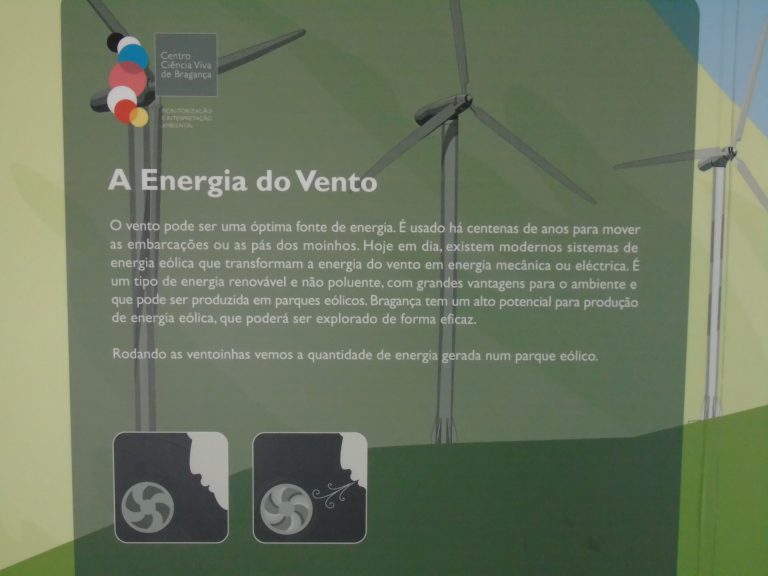 Centro
Ciência Viva
de Bragança
MONITORIZAÇÃO
E INTERPRETAÇÃO
AMBIENTAL
A Energia do Vento
O vento pode ser uma óptima fonte de energia. É usado há centenas de anos para mover
as embarcações ou as pás dos moinhos. Hoje em dia, existem modernos sistemas de
energia eólica que transformam a energia do vento em energia mecânica ou eléctrica. É
um tipo de energia renovável e não poluente, com grandes vantagens para o ambiente e
que pode ser produzida em parques eólicos. Bragança tem um alto potencial para produção
de energia eólica, que poderá ser explorado de forma eficaz.
Rodando as ventoinhas vemos a quantidade de energia gerada num parque eólico.